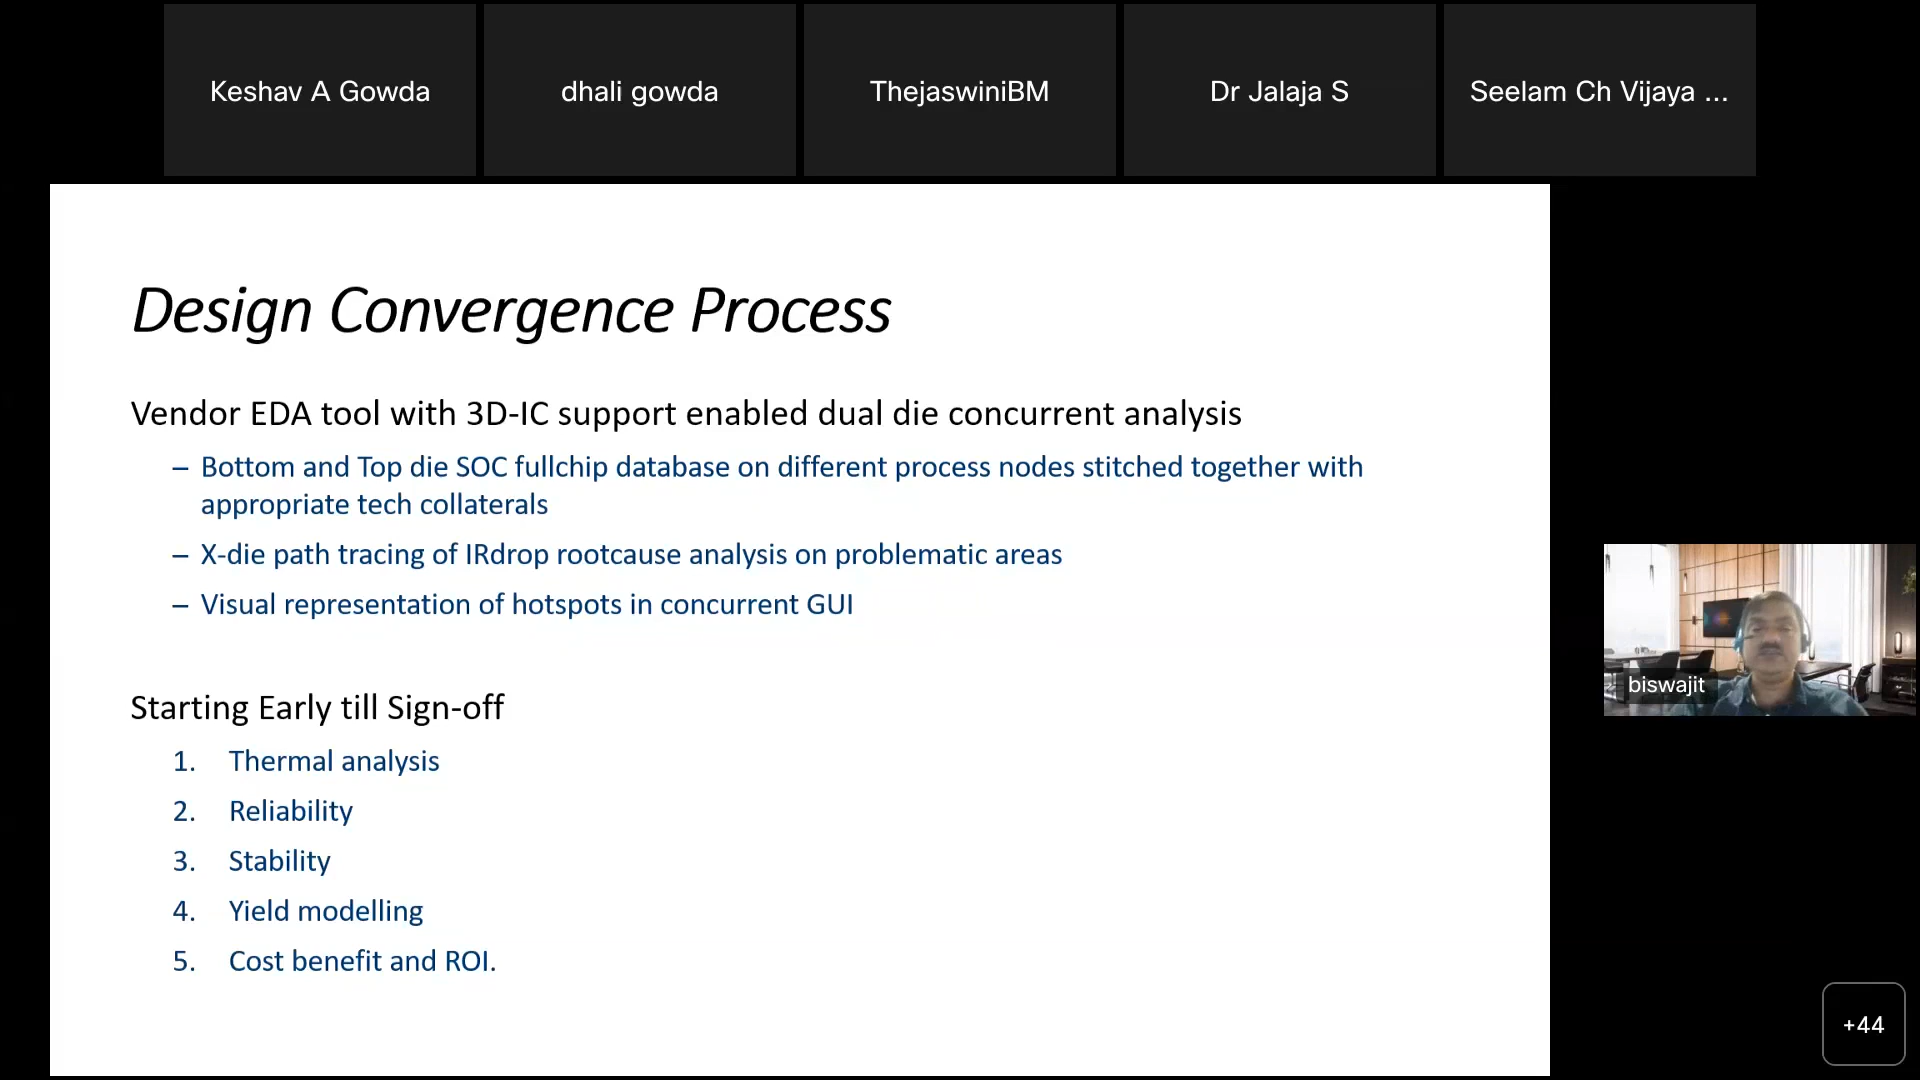 Keshav A Gowda
dhali gowda
ThejaswiniBM
Dr Jalaja S
Seelam Ch Vijaya ...
Design Convergence Process
Vendor EDA tool with 3D-IC support enabled dual die concurrent analysis
– Bottom and Top die SOC fullchip database on different process nodes stitched together with
appropriate tech collaterals
– X-die path tracing of IRdrop rootcause analysis on problematic areas
– Visual representation of hotspots in concurrent GUI
Starting Early till Sign-off
1. Thermal analysis
2. Reliability
3. Stability
4. Yield modelling
5. Cost benefit and ROI.
biswajit
+44